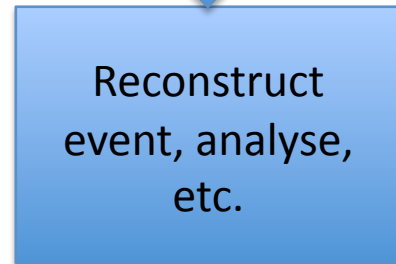 Reconstruct
event, analyse,
etc.